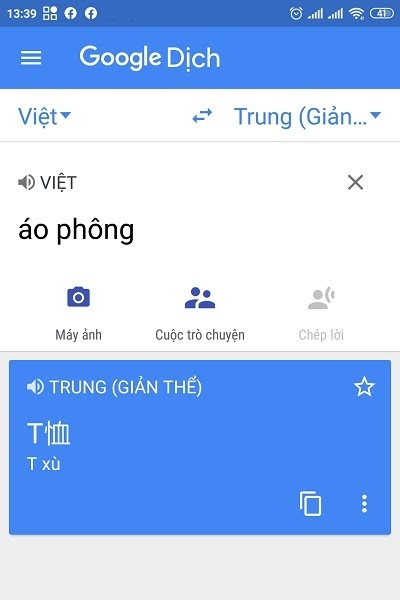 13:39 41
Google Dịch
Việt Trung (Giản...
VIỆT
áo phông
Máy ảnh Cuộc trò chuyện Chép lời
TRUNG (GIẢN THỂ)
T恤
T xù